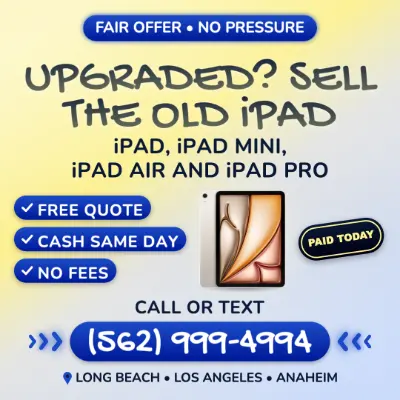 FAIR OFFER • NO PRESSURE
UPGRADED? SELL
THE OLD iPAD
iPAD, iPAD MINI,
iPAD AIR AND iPAD PRO
FREE QUOTE
CASH SAME DAY
NO FEES
PAID TODAY
CALL OR TEXT
(562) 999-4994
LONG BEACH • LOS ANGELES • ANAHEIM